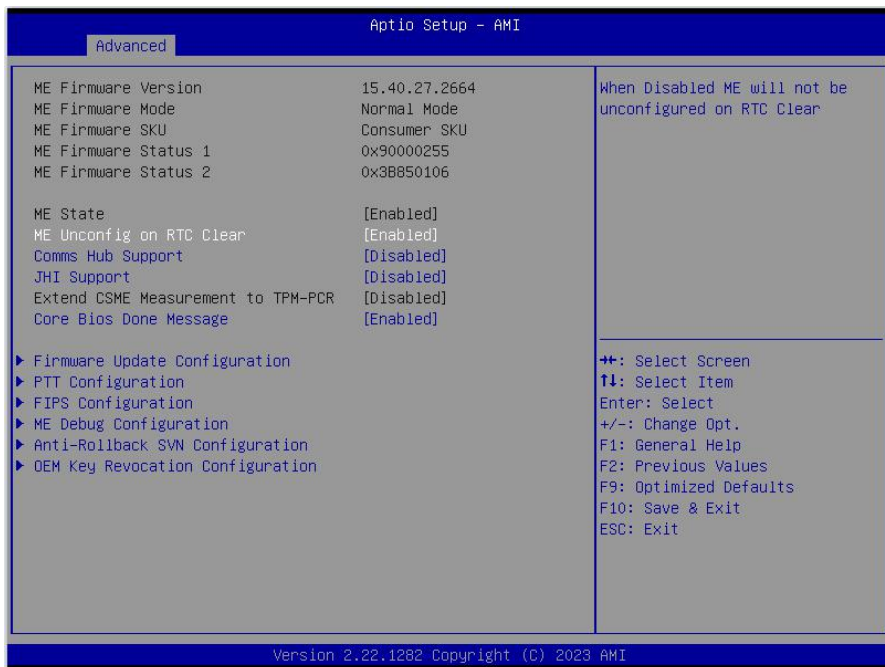 Aptio Setup - AMI
Advanced
ME Firmware Version 15.40.27.2664
ME Firmware Mode Normal Mode
ME Firmware SKU Consumer SKU
ME Firmware Status 1 0x90000255
ME Firmware Status 2 0x3B850106
ME State [Enabled]
ME Unconfig on RTC Clear [Enabled]
Comms Hub Support [Disabled]
JHI Support [Disabled]
Extend CSME Measurement to TPM-PCR [Disabled]
Core Bios Done Message [Enabled]
Firmware Update Configuration
PTT Configuration
FIPS Configuration
ME Debug Configuration
Anti-Rollback SVN Configuration
OEM Key Revocation Configuration
When Disabled ME will not be
unconfigured on RTC Clear
→←: Select Screen
↑↓: Select Item
Enter: Select
+/-: Change Opt.
F1: General Help
F2: Previous Values
F9: Optimized Defaults
F10: Save & Exit
ESC: Exit
Version 2.22.1282 Copyright (C) 2023 AMI